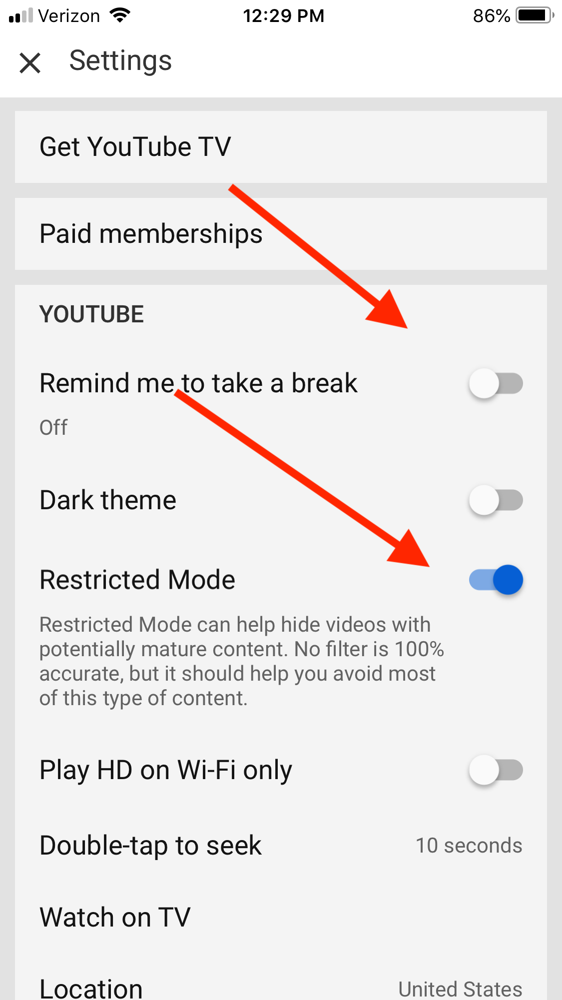 Verizon 12:29 PM 86%
Settings
Get YouTube TV
Paid memberships
YOUTUBE
Remind me to take a break
Off
Dark theme
Restricted Mode
Restricted Mode can help hide videos with
potentially mature content. No filter is 100%
accurate, but it should help you avoid most
of this type of content.
Play HD on Wi-Fi only
Double-tap to seek 10 seconds
Watch on TV
Location United States